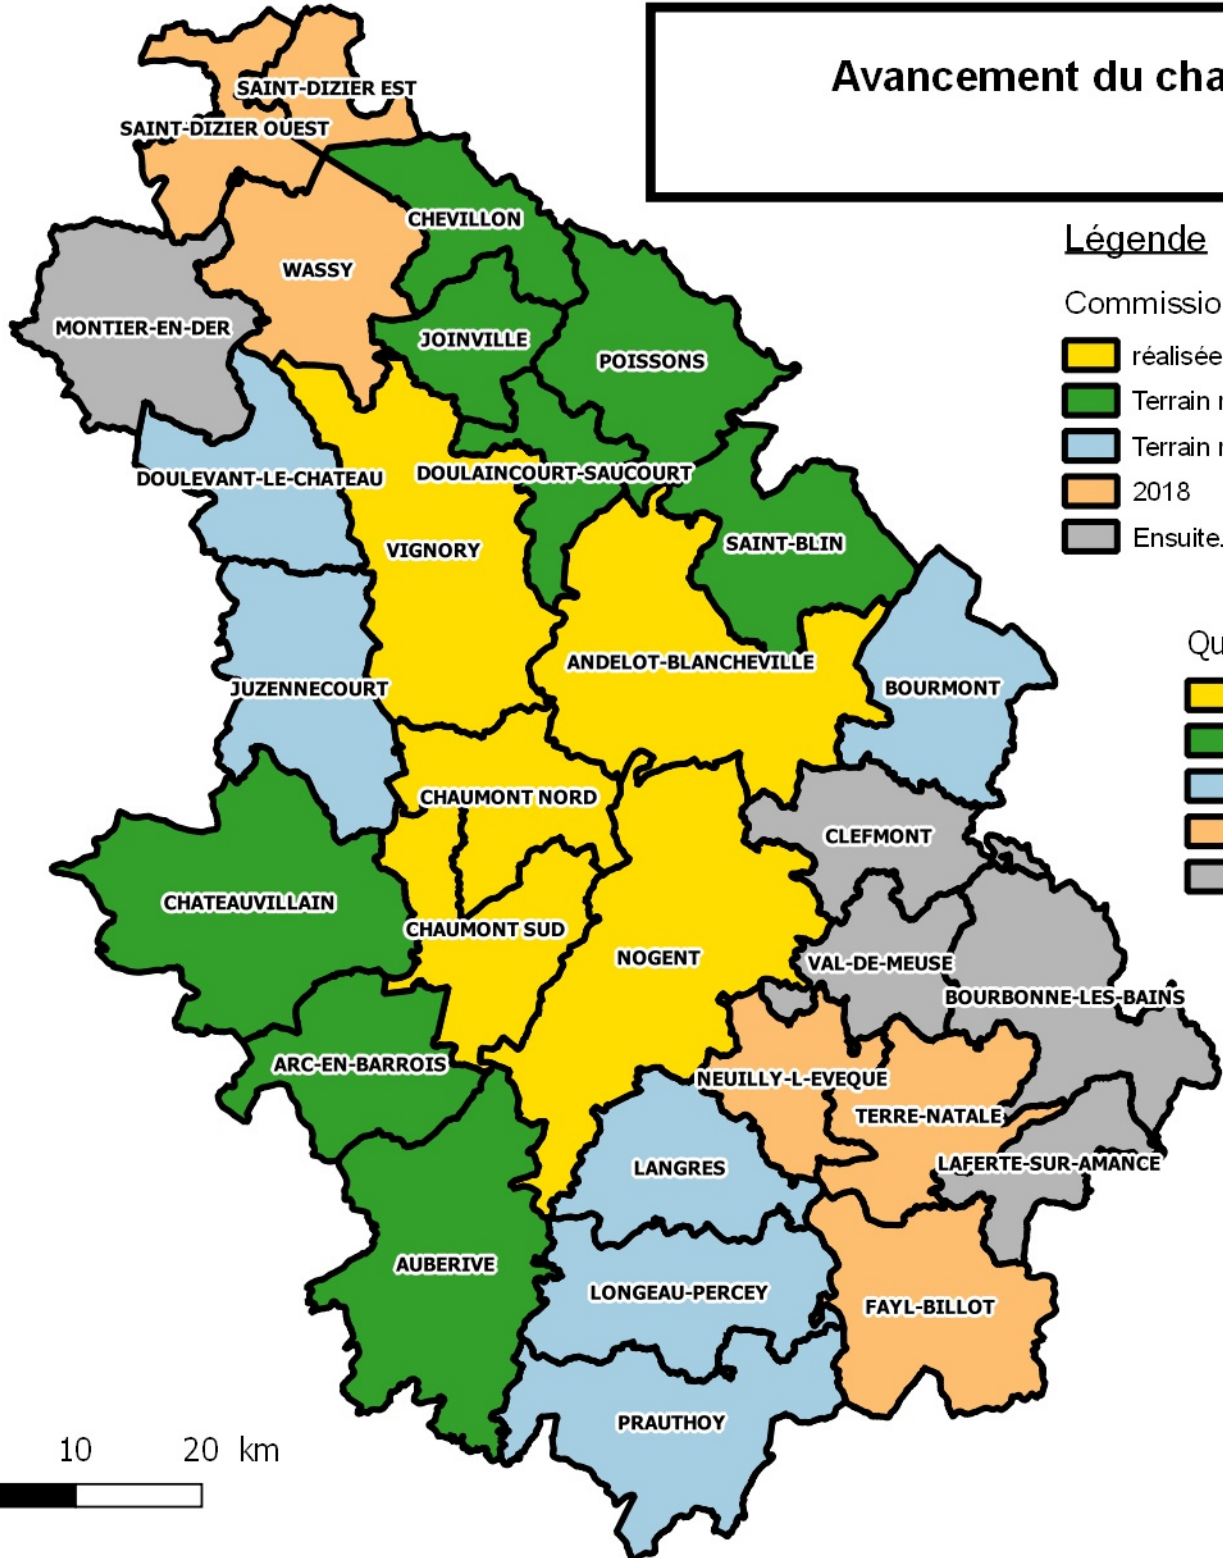 Avancement du cha
SAINT-DIZIER EST
SAINT-DIZIER OUEST
CHEVILLON
Légende
WASSY
Commissio
MONTIER-EN-DER
JOINVILLE
POISSONS
réalisée
Terrain r
Terrain r
2018
Ensuite.
DOULEVANT-LE-CHATEAU
DOULAINCOURT-SAUCOURT
VIGNORY
SAINT-BLIN
Qu
ANDELOT-BLANCHEVILLE
JUZENNECOURT
BOURMONT
CHAUMONT NORD
CLEFMONT
CHATEAUVILLAIN
CHAUMONT SUD
NOGENT
VAL-DE-MEUSE
BOURBONNE-LES-BAINS
ARC-EN-BARROIS
NEUILLY-L-EVEQUE
TERRE-NATALE
LANGRES
LAFERTE-SUR-AMANCE
AUBERIVE
LONGEAU-PERCEY
FAYL-BILLOT
PRAUTHOY
10 20 km